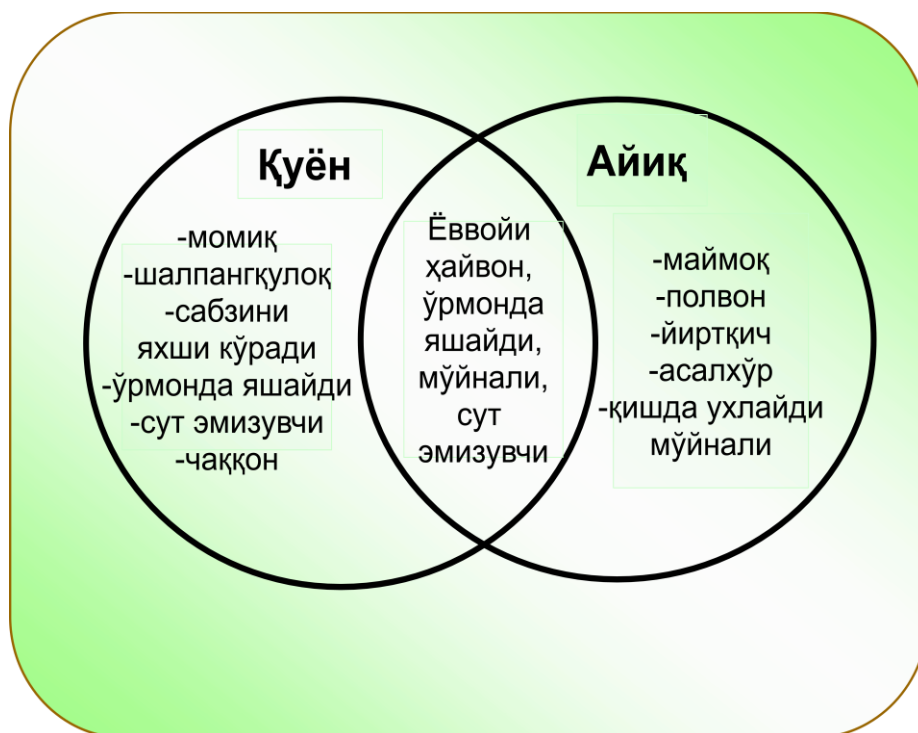 Қуён
-момиқ
-шалпангқулоқ
-сабзини
яхши кўради
-ўрмонда яшайди
-сут эмизувчи
-чаққон
Ёввойи
ҳайвон,
ўрмонда
яшайди,
мўйнали,
сут
эмизувчи
Айиқ
-маймоқ
-полвон
-йиртқич
-асалхўр
-қишда ухлайди
мўйнали